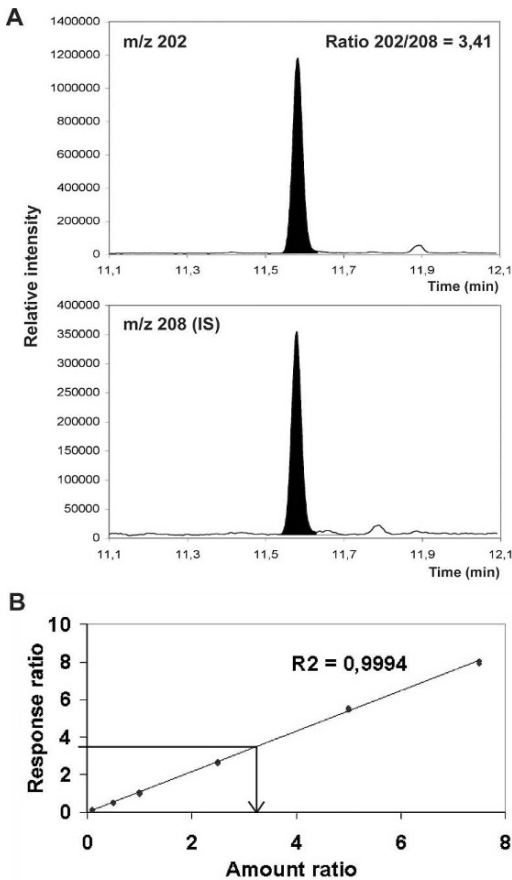 A
m/z 202
Ratio 202/208 = 3,41
1400000
1200000
1000000
800000
600000
400000
200000
0
11,1 11,3 11,5 11,7 11,9 12,1
Time (min)
Relative intensity
m/z 208 (IS)
400000
350000
300000
250000
200000
150000
100000
50000
0
11,1 11,3 11,5 11,7 11,9 12,1
Time (min)
B
R2 = 0,9994
Response ratio
10
8
6
4
2
0
0 2 4 6 8
Amount ratio